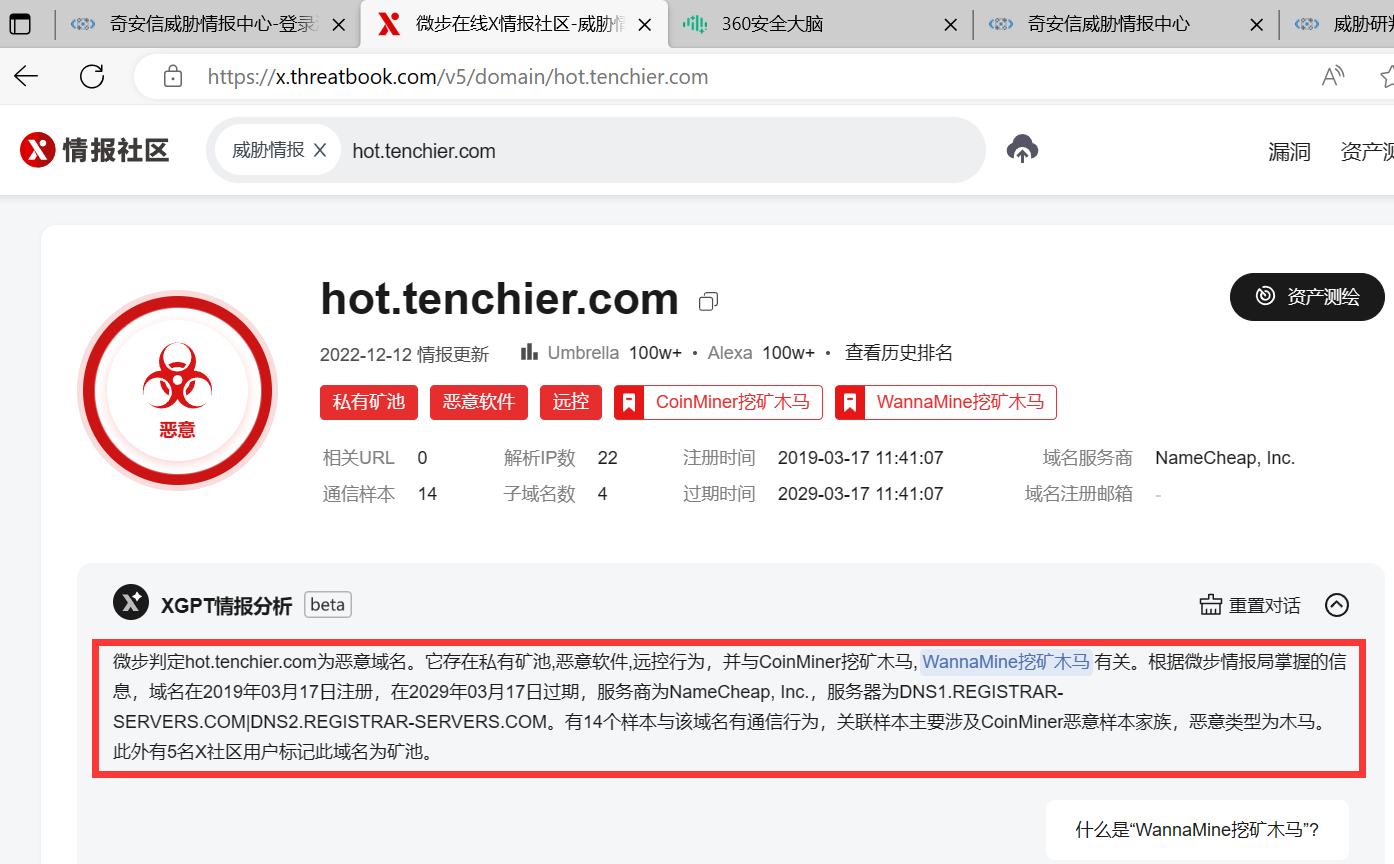 奇安信威胁情报中心-登录
微步在线X情报社区-威胁情
360安全大脑
奇安信威胁情报中心
威胁研判
https://x.threatbook.com/v5/domain/hot.tenchier.com
情报社区
威胁情报
hot.tenchier.com
漏洞
资产测
hot.tenchier.com
资产测绘
2022-12-12 情报更新 Umbrella 100w+ • Alexa 100w+ • 查看历史排名
恶意
私有矿池 恶意软件 远控 CoinMiner挖矿木马 WannaMine挖矿木马
相关URL 0 解析IP数 22 注册时间 2019-03-17 11:41:07 域名服务商 NameCheap, Inc.
通信样本 14 子域名数 4 过期时间 2029-03-17 11:41:07 域名注册邮箱 -
XGPT情报分析 beta 重置对话
微步判定hot.tenchier.com为恶意域名。它存在私有矿池,恶意软件,远控行为，并与CoinMiner挖矿木马, WannaMine挖矿木马 有关。根据微步情报局掌握的信
息，域名在2019年03月17日注册，在2029年03月17日过期，服务商为NameCheap, Inc.，服务器为DNS1.REGISTRAR-
SERVERS.COM|DNS2.REGISTRAR-SERVERS.COM。有14个样本与该域名有通信行为，关联样本主要涉及CoinMiner恶意样本家族，恶意类型为木马。
此外有5名X社区用户标记此域名为矿池。
什么是“WannaMine挖矿木马”?